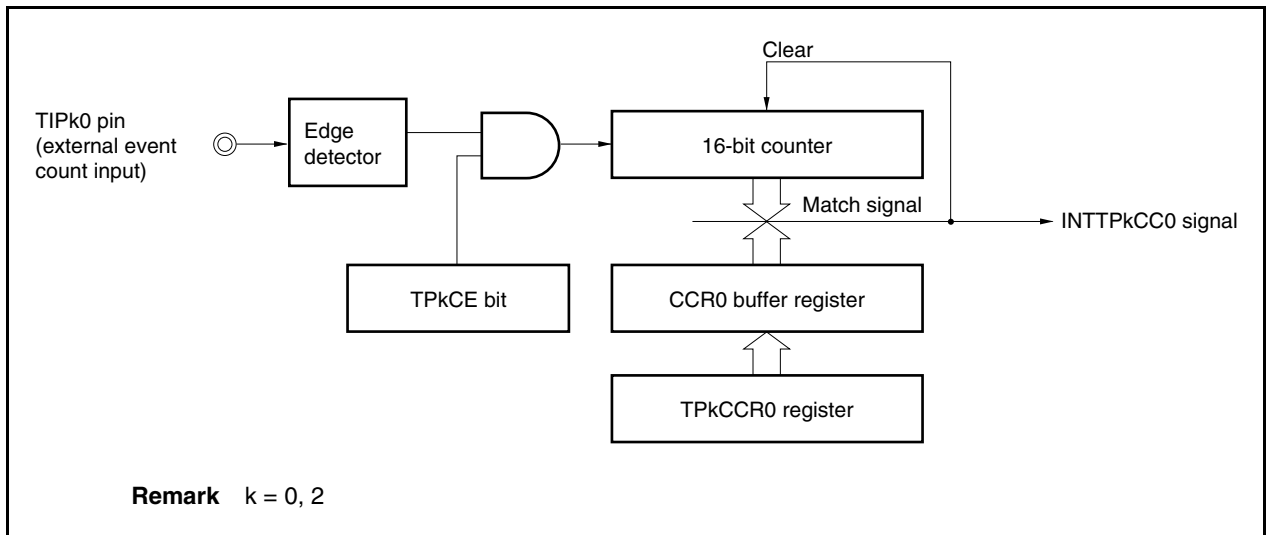 Clear
TIPk0 pin
(external event
count input)
Edge
detector
16-bit counter
Match signal
INTTPkCC0 signal
TPkCE bit
CCR0 buffer register
TPkCCR0 register
Remark k = 0, 2